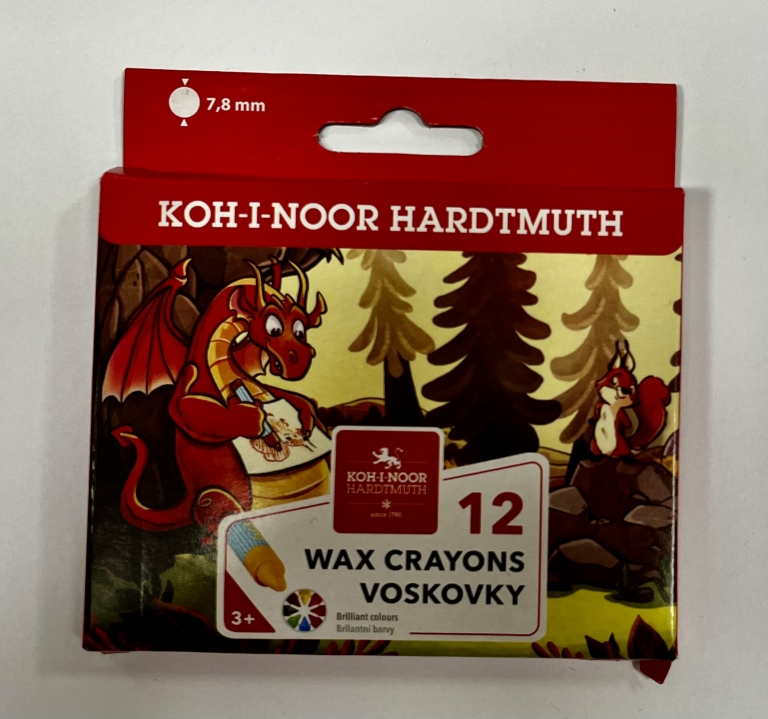 7,8 mm
KOH-I-NOOR HARDTMUTH
KOH-I-NOOR
HARDTMUTH
since 1790
12
WAX CRAYONS
VOSKOVKY
3+
Brilliant colours
Brilantní barvy